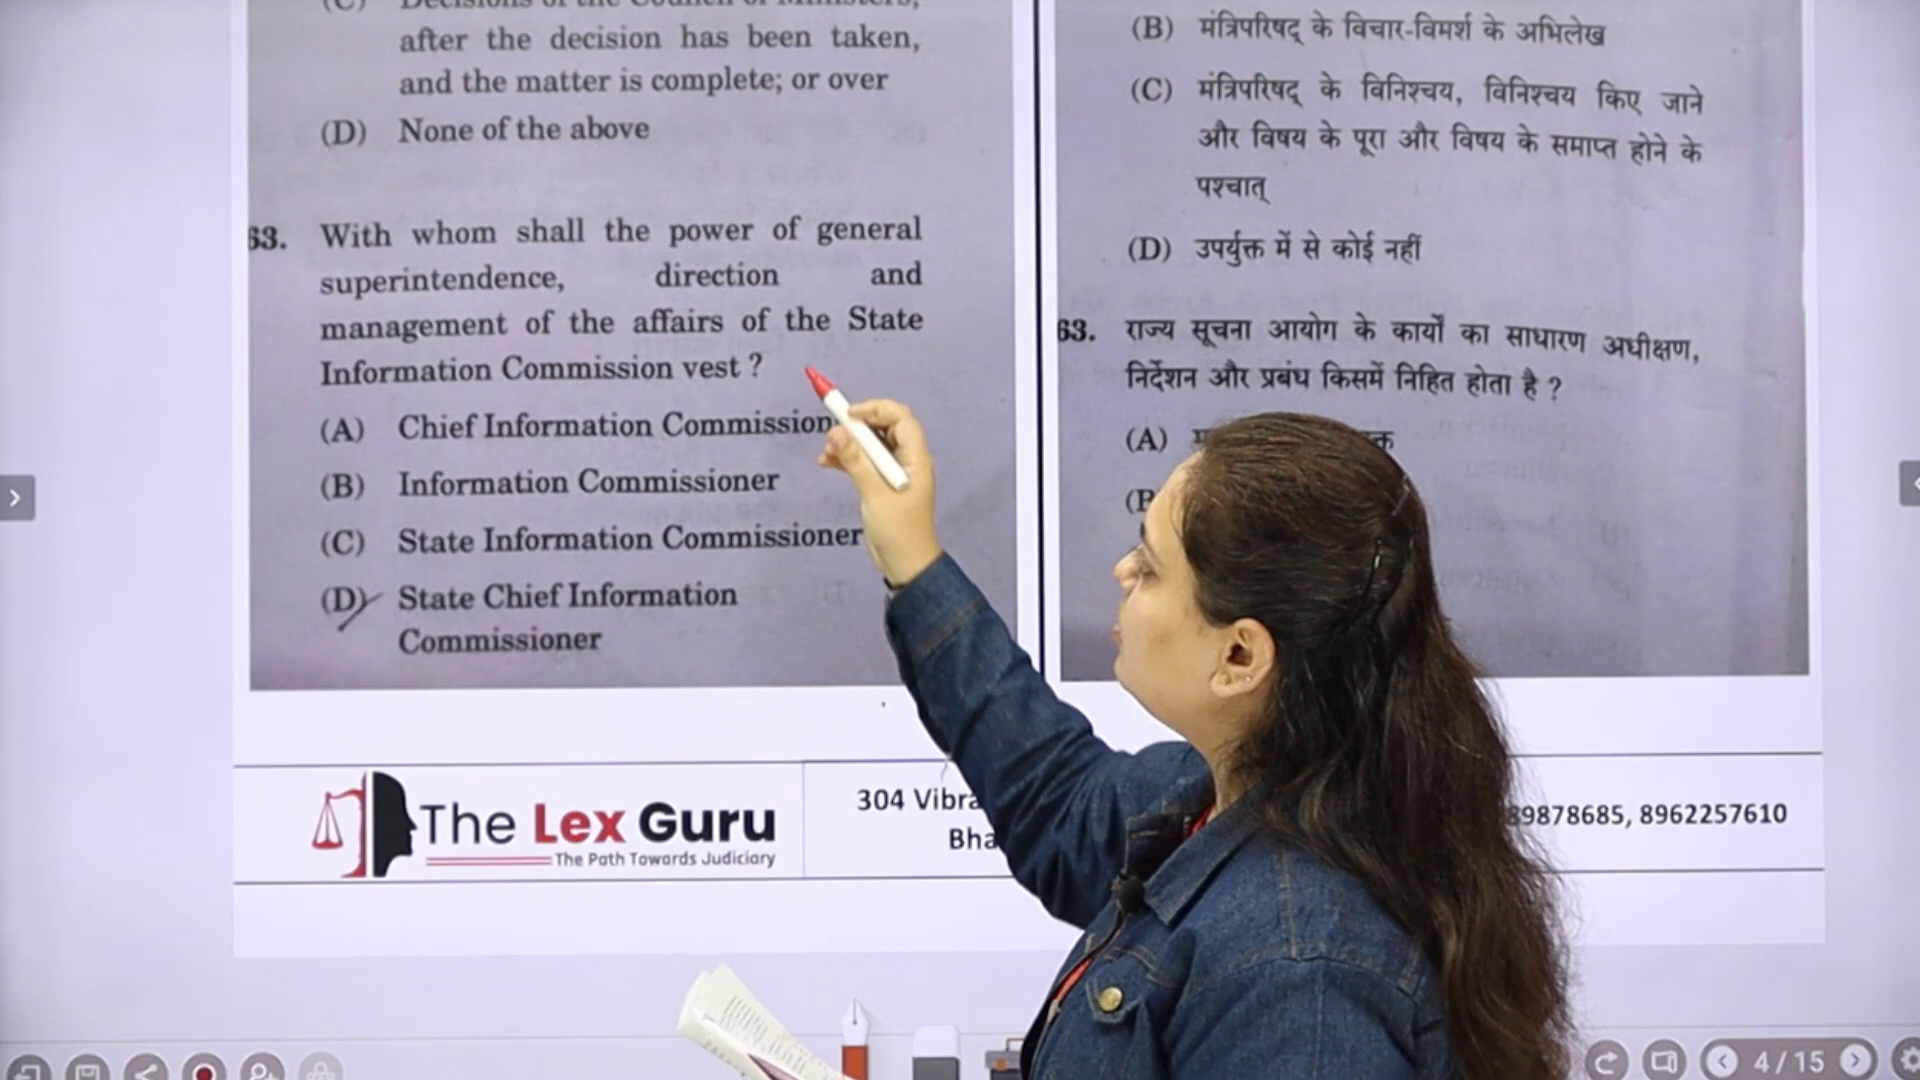 after the decision has been taken,
and the matter is complete; or over
(D) None of the above
63. With whom shall the power of general
superintendence, direction and
management of the affairs of the State
Information Commission vest ?
(A) Chief Information Commission
(B) Information Commissioner
(C) State Information Commissioner
(D) State Chief Information
Commissioner
(B) मंत्रिपरिषद् के विचार-विमर्श के अभिलेख
(C) मंत्रिपरिषद् के विनिश्चय, विनिश्चय किए जाने
और विषय के पूरा और विषय के समाप्त होने के
पश्चात्
(D) उपर्युक्त में से कोई नहीं
63. राज्य सूचना आयोग के कार्यों का साधारण अधीक्षण,
निर्देशन और प्रबंध किसमें निहित होता है ?
(A)
(B
The Lex Guru
The Path Towards Judiciary
304
89878685, 8962257610
4/15